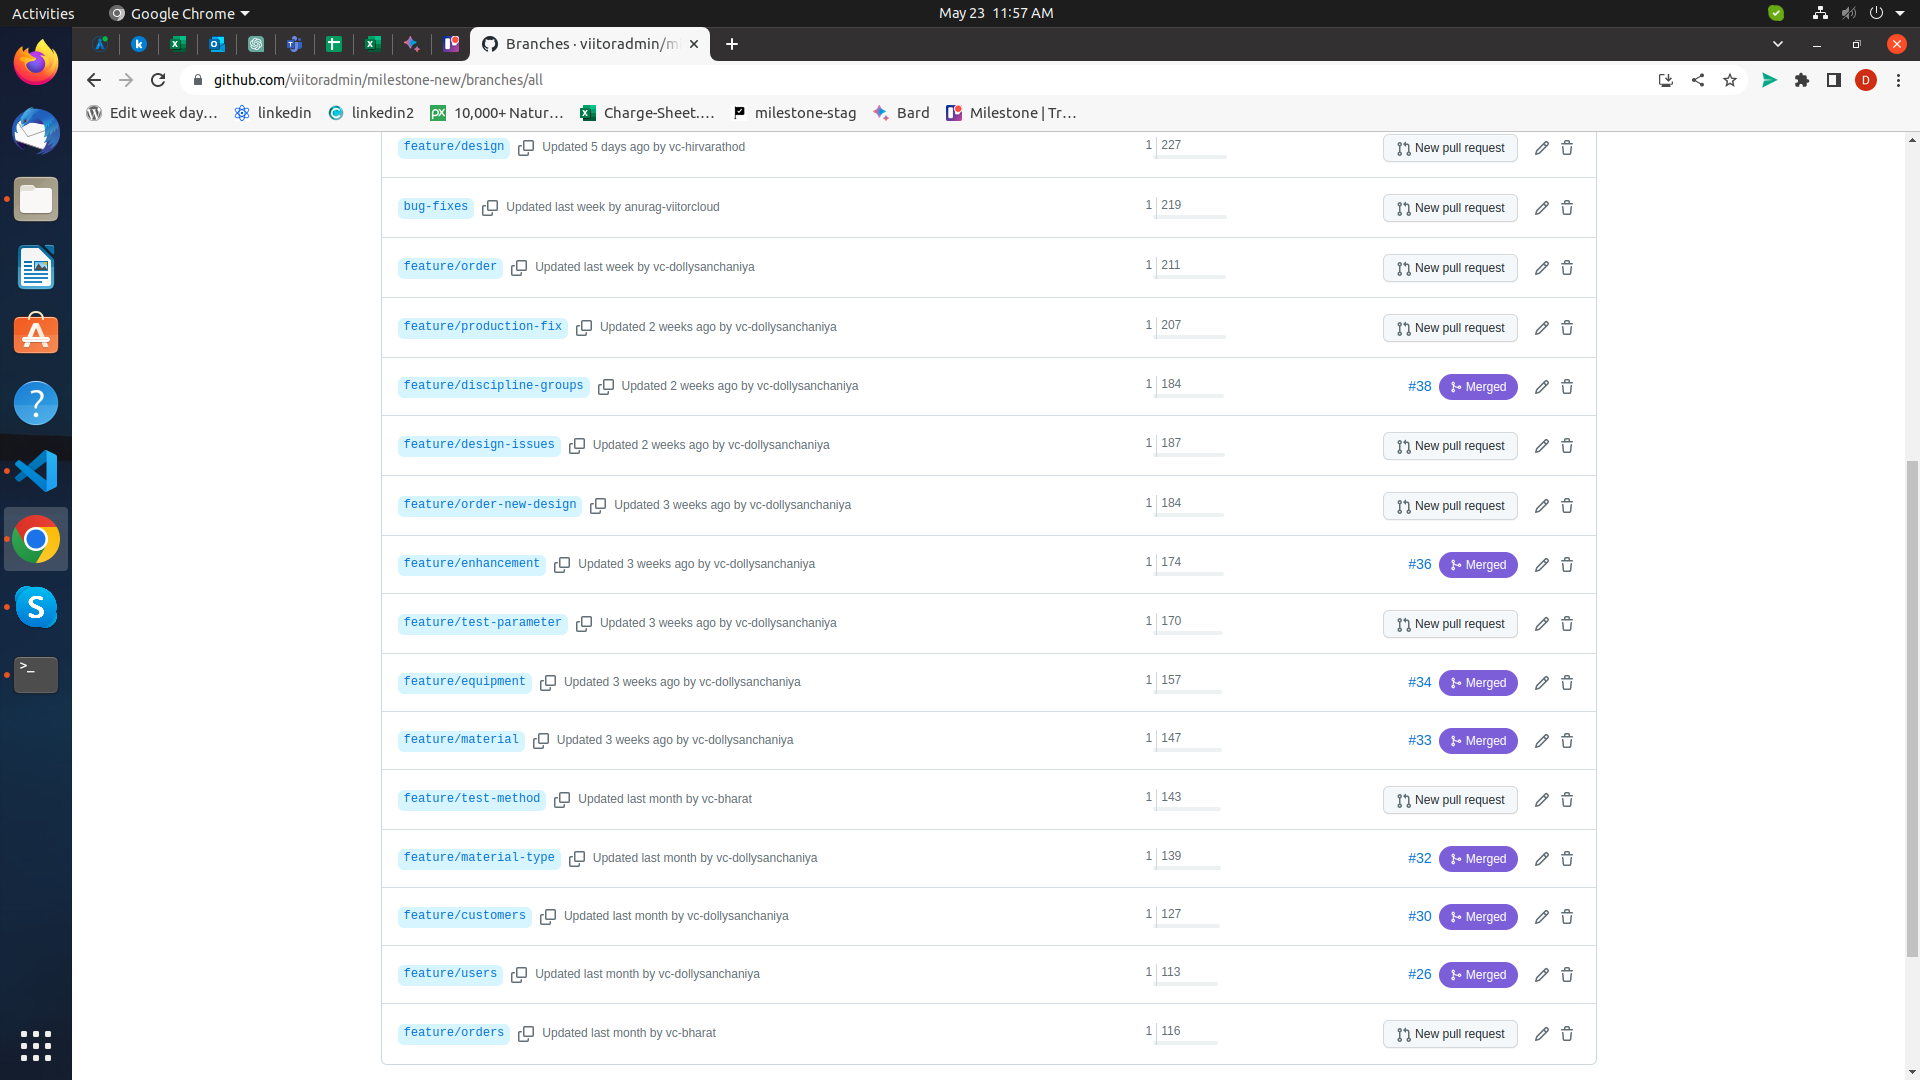 Activities
Google Chrome
May 23 11:57 AM
Branches · viitoradmin/m
github.com/viitoradmin/milestone-new/branches/all
D
Edit week day…
linkedin
linkedin2
10,000+ Natur…
Charge-Sheet.…
milestone-stag
Bard
Milestone | Tr…
feature/design Updated 5 days ago by vc-hirvarathod 1 227 New pull request
bug-fixes Updated last week by anurag-viitorcloud 1 219 New pull request
feature/order Updated last week by vc-dollysanchaniya 1 211 New pull request
feature/production-fix Updated 2 weeks ago by vc-dollysanchaniya 1 207 New pull request
feature/discipline-groups Updated 2 weeks ago by vc-dollysanchaniya 1 184 #38 Merged
feature/design-issues Updated 2 weeks ago by vc-dollysanchaniya 1 187 New pull request
feature/order-new-design Updated 3 weeks ago by vc-dollysanchaniya 1 184 New pull request
feature/enhancement Updated 3 weeks ago by vc-dollysanchaniya 1 174 #36 Merged
feature/test-parameter Updated 3 weeks ago by vc-dollysanchaniya 1 170 New pull request
feature/equipment Updated 3 weeks ago by vc-dollysanchaniya 1 157 #34 Merged
feature/material Updated 3 weeks ago by vc-dollysanchaniya 1 147 #33 Merged
feature/test-method Updated last month by vc-bharat 1 143 New pull request
feature/material-type Updated last month by vc-dollysanchaniya 1 139 #32 Merged
feature/customers Updated last month by vc-dollysanchaniya 1 127 #30 Merged
feature/users Updated last month by vc-dollysanchaniya 1 113 #26 Merged
feature/orders Updated last month by vc-bharat 1 116 New pull request